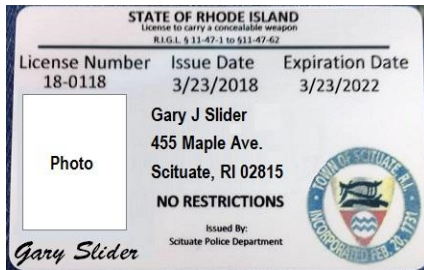 STATE OF RHODE ISLAND
License to carry a concealable weapon
R.I.G.L. § 11-47-1 to §11-47-62
License Number Issue Date Expiration Date
18-0118 3/23/2018 3/23/2022
Gary J Slider
455 Maple Ave.
Scituate, RI 02815
Photo
NO RESTRICTIONS
Issued By:
Scituate Police Department
Gary Slider
TOWN OF SCITUATE, R.I.
INCORPORATED FEB. 20, 1731